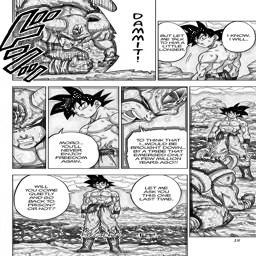 I KNOW.
I WILL.
BUT LET ME
TALK TO HIM A
LITTLE
LONGER.
DAMMIT!
TO THINK THAT
I... WOULD BE
BROUGHT DOWN...
BY A TRIBE THAT
EMERGED ONLY
A FEW MILLION
YEARS AGO!!
MORO...
YOU'LL
NEVER
ENJOY
FREEDOM
AGAIN.
LET ME
ASK YOU
THIS ONE
LAST TIME.
WILL YOU
COME QUIETLY
AND GO
BACK TO
PRISON?
OR NOT?